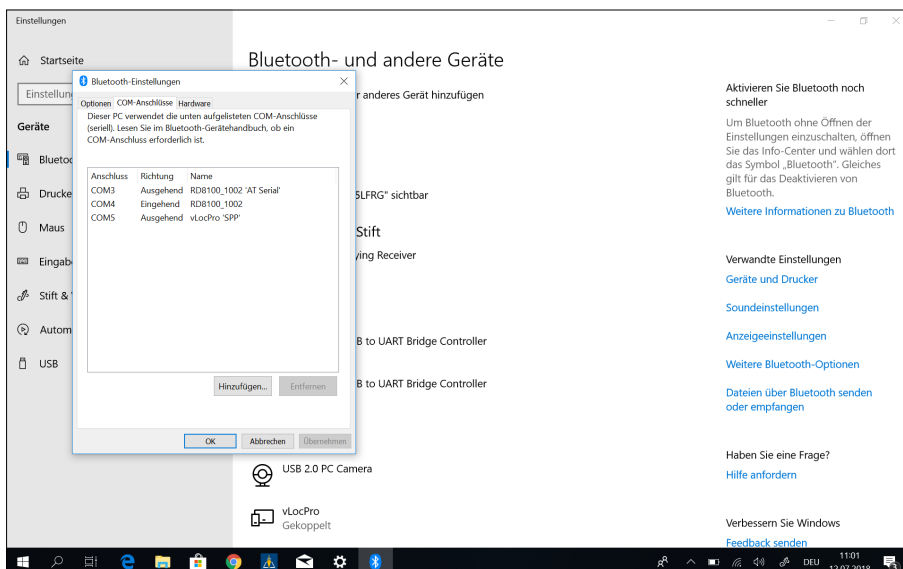 Einstellungen
Startseite
Einstellun
Geräte
Bluetoo
Drucke
Maus
Eingab
Stift &
Autom
USB
Bluetooth- und andere Geräte
r anderes Gerät hinzufügen
5LFRG" sichtbar
Stift
ying Receiver
B to UART Bridge Controller
B to UART Bridge Controller
USB 2.0 PC Camera
vLocPro
Gekoppelt
Bluetooth-Einstellungen
Optionen COM-Anschlüsse Hardware
Dieser PC verwendet die unten aufgelisteten COM-Anschlüsse
(seriell). Lesen Sie im Bluetooth-Gerätehandbuch, ob ein
COM-Anschluss erforderlich ist.
Anschluss Richtung Name
COM3 Ausgehend RD8100_1002 'AT Serial'
COM4 Eingehend RD8100_1002
COM5 Ausgehend vLocPro 'SPP'
Hinzufügen... Entfernen
OK Abbrechen Übernehmen
Aktivieren Sie Bluetooth noch
schneller
Um Bluetooth ohne Öffnen der
Einstellungen einzuschalten, öffnen
Sie das Info-Center und wählen dort
das Symbol „Bluetooth". Gleiches
gilt für das Deaktivieren von
Bluetooth.
Weitere Informationen zu Bluetooth
Verwandte Einstellungen
Geräte und Drucker
Soundeinstellungen
Anzeigeeinstellungen
Weitere Bluetooth-Optionen
Dateien über Bluetooth senden
oder empfangen
Haben Sie eine Frage?
Hilfe anfordern
Verbessern Sie Windows
Feedback senden
DEU
11:01
12.07.2018